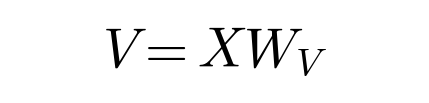 V = XW_V